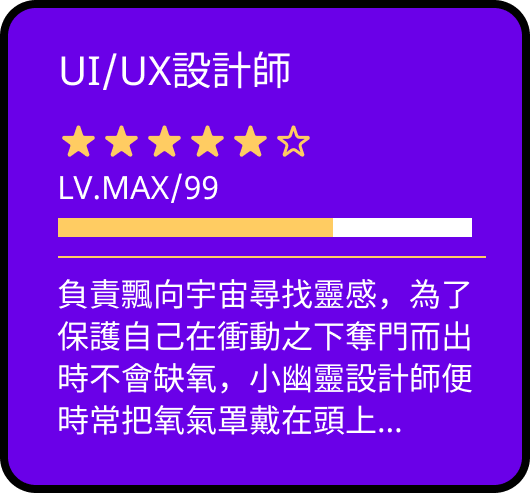 UI/UX設計師
LV.MAX/99
負責飄向宇宙尋找靈感，為了
保護自己在衝動之下奪門而出
時不會缺氧，小幽靈設計師便
時常把氧氣罩戴在頭上...